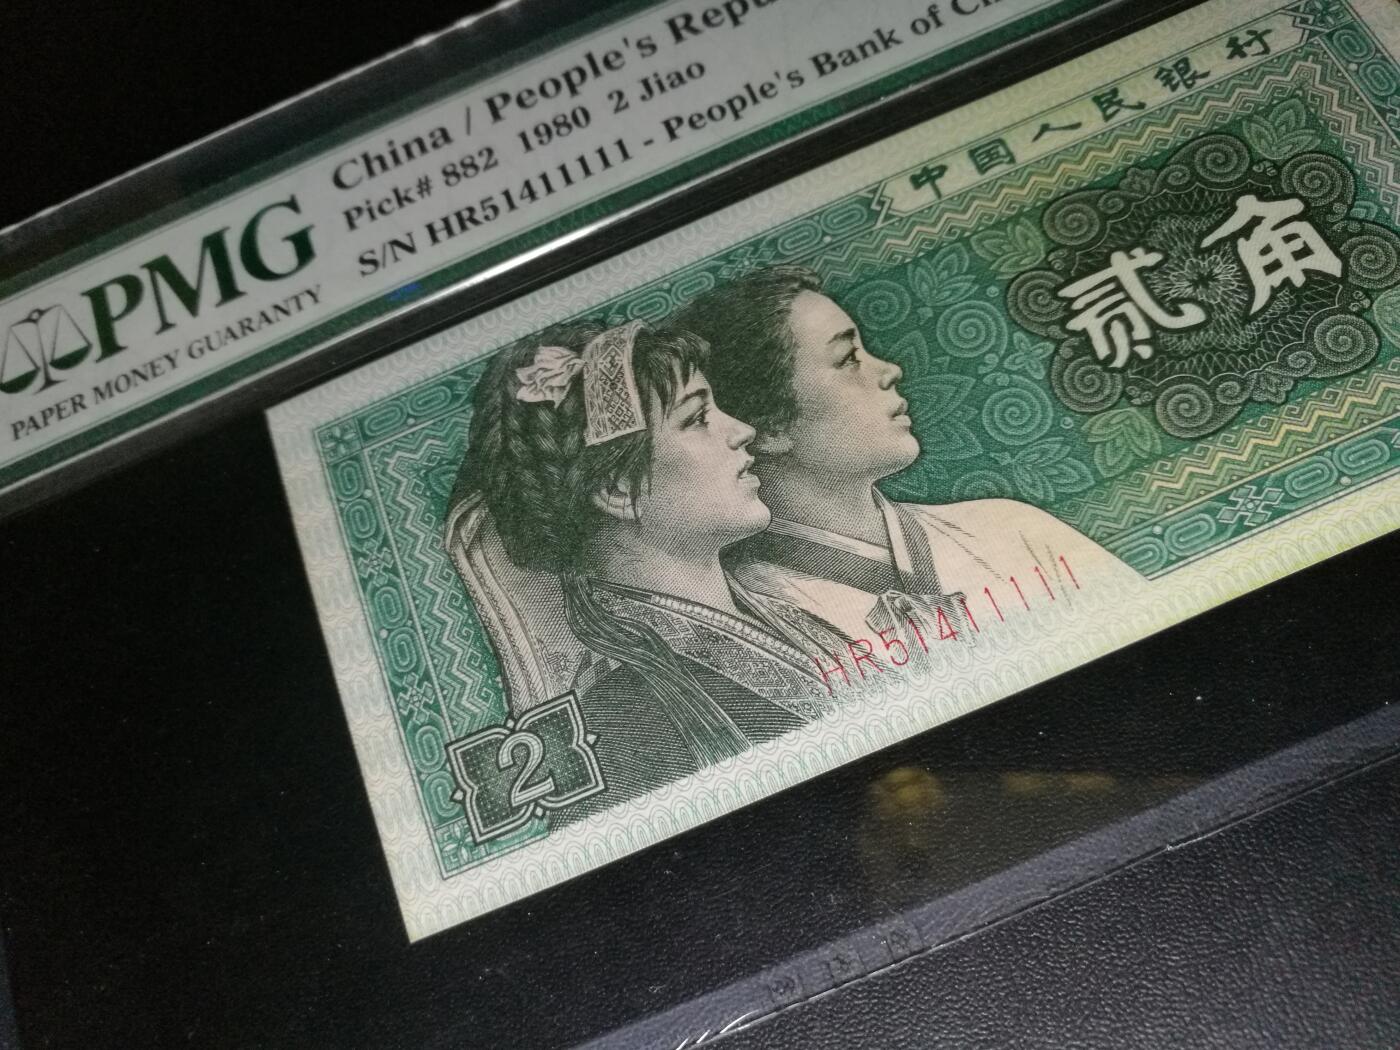 China / People's Repu
Pick# 882 1980 2 Jiao
S/N HR51411111 - People's Bank of Ch
PMG
PAPER MONEY GUARANTY
中国人民银行
贰角
HR51411111
2